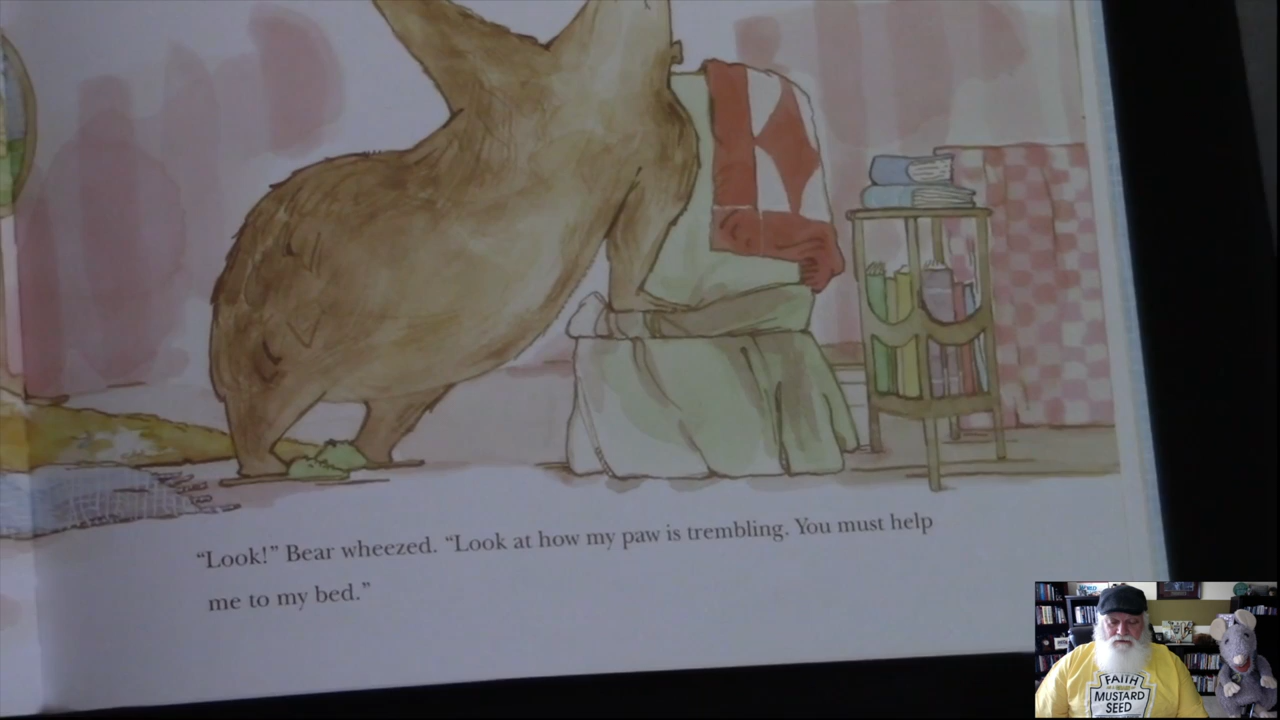 “Look!” Bear wheezed. “Look at how my paw is trembling. You must help
me to my bed.”
FAITH
MUSTARD
SEED